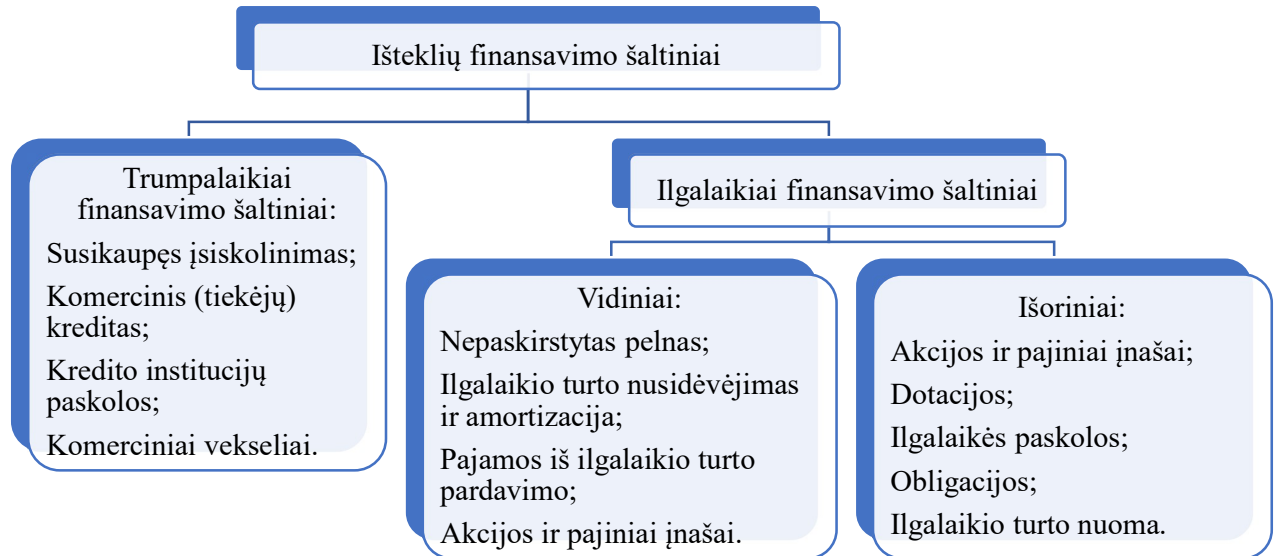 Išteklių finansavimo šaltiniai
Trumpalaikiai
finansavimo šaltiniai:
Susikaupęs įsiskolinimas;
Komercinis (tiekėjų)
kreditas;
Kredito institucijų
paskolos;
Komerciniai vekseliai.
Ilgalaikiai finansavimo šaltiniai
Vidiniai:
Nepaskirstytas pelnas;
Ilgalaikio turto nusidėvėjimas
ir amortizacija;
Pajamos iš ilgalaikio turto
pardavimo;
Akcijos ir pajiniai įnašai.
Išoriniai:
Akcijos ir pajiniai įnašai;
Dotacijos;
Ilgalaikės paskolos;
Obligacijos;
Ilgalaikio turto nuoma.